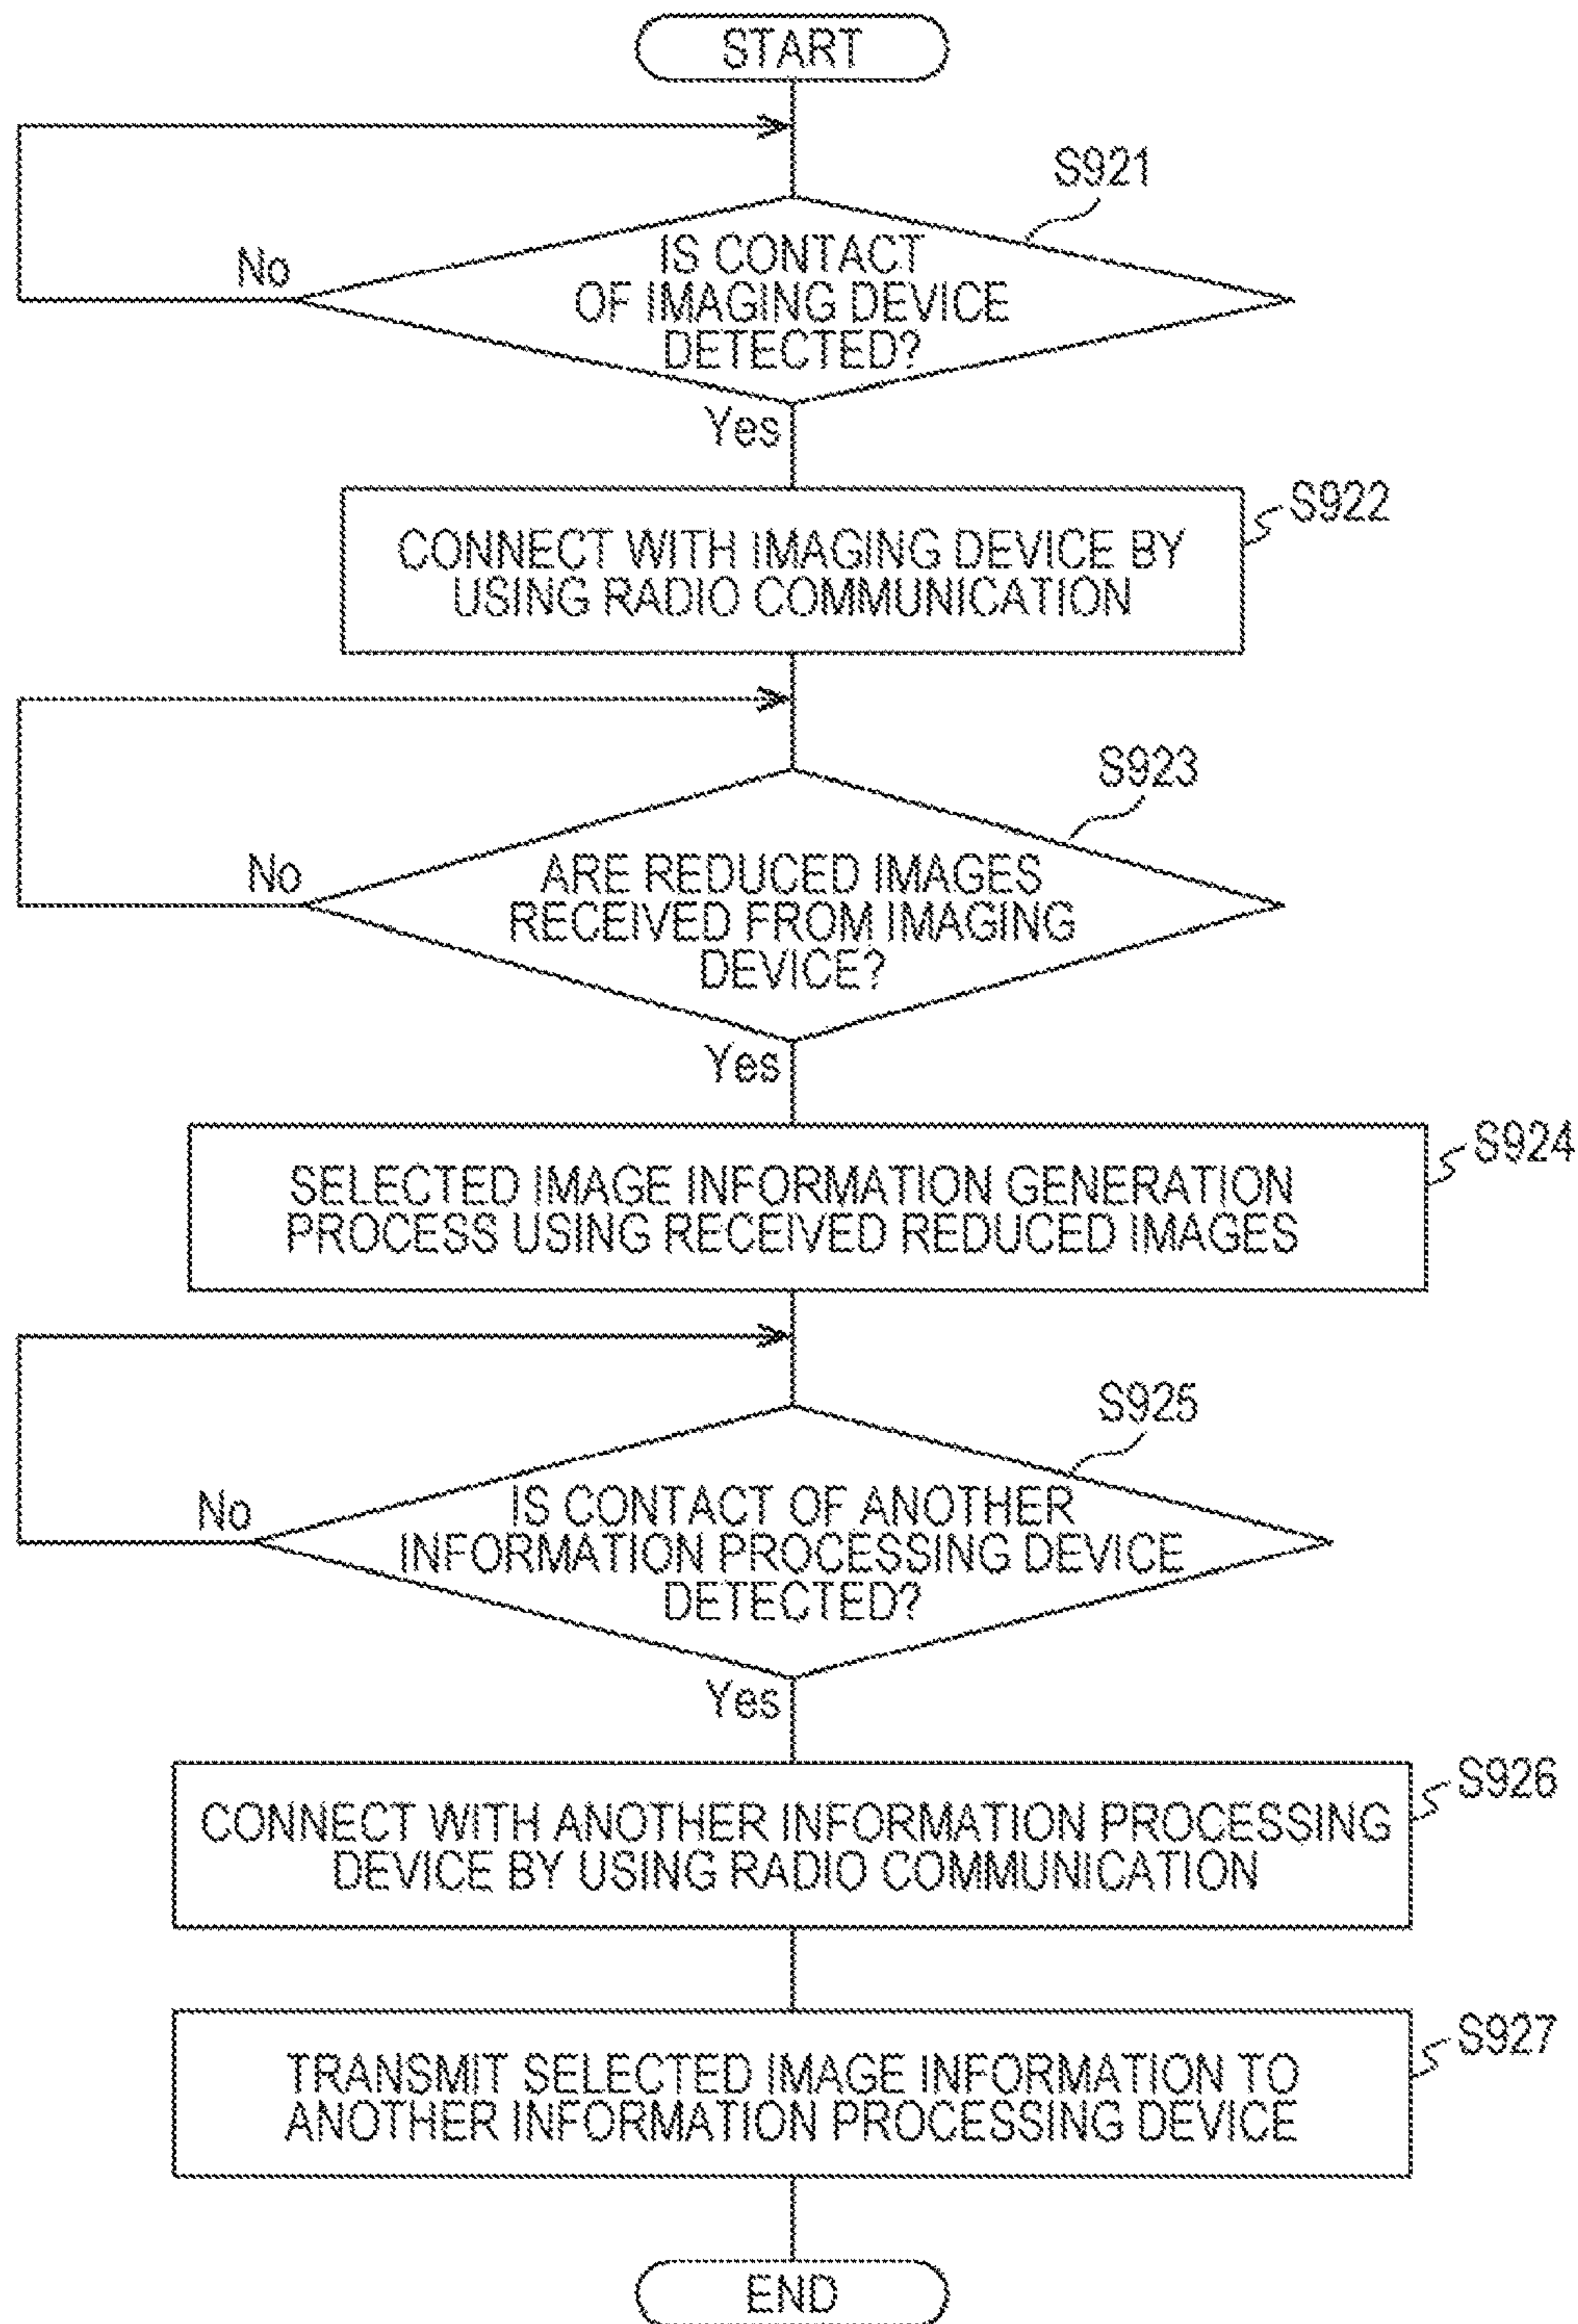 START
S921
IS CONTACT
OF IMAGING DEVICE
DETECTED?
No
Yes
S922
CONNECT WITH IMAGING DEVICE BY
USING RADIO COMMUNICATION
S923
ARE REDUCED IMAGES
RECEIVED FROM IMAGING
DEVICE?
No
Yes
S924
SELECTED IMAGE INFORMATION GENERATION
PROCESS USING RECEIVED REDUCED IMAGES
S925
IS CONTACT OF ANOTHER
INFORMATION PROCESSING DEVICE
DETECTED?
No
Yes
S926
CONNECT WITH ANOTHER INFORMATION PROCESSING
DEVICE BY USING RADIO COMMUNICATION
S927
TRANSMIT SELECTED IMAGE INFORMATION TO
ANOTHER INFORMATION PROCESSING DEVICE
END